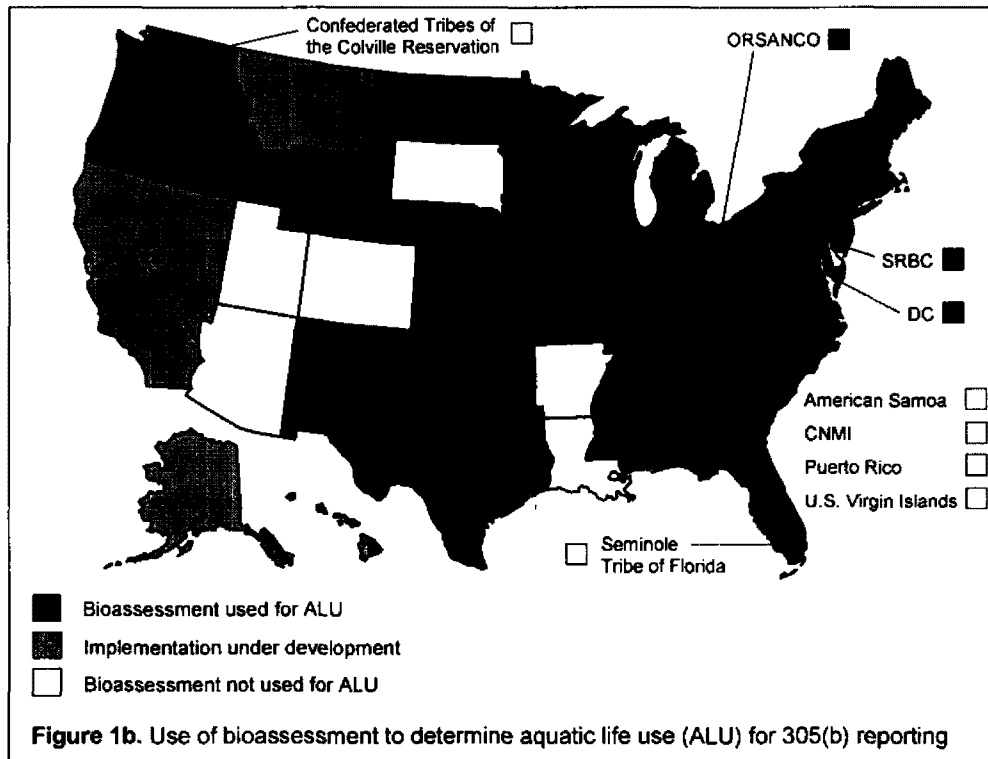 Confederated Tribes of
the Colville Reservation
ORSANCO
SRBC
DC
American Samoa
CNMI
Puerto Rico
U.S. Virgin Islands
Seminole
Tribe of Florida
Bioassessment used for ALU
Implementation under development
Bioassessment not used for ALU
Figure 1b. Use of bioassessment to determine aquatic life use (ALU) for 305(b) reporting